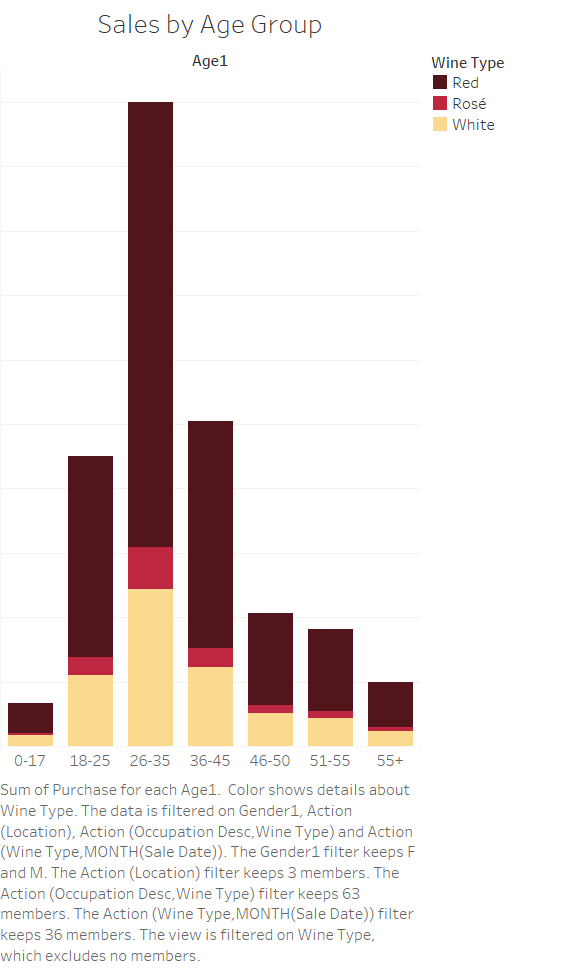 Sales by Age Group
Age1
Wine Type
Red
Rosé
White
0-17 18-25 26-35 36-45 46-50 51-55 55+
Sum of Purchase for each Age1.  Color shows details about
Wine Type. The data is filtered on Gender1, Action
(Location), Action (Occupation Desc,Wine Type) and Action
(Wine Type,MONTH(Sale Date)). The Gender1 filter keeps F
and M. The Action (Location) filter keeps 3 members. The
Action (Occupation Desc,Wine Type) filter keeps 63
members. The Action (Wine Type,MONTH(Sale Date)) filter
keeps 36 members. The view is filtered on Wine Type,
which excludes no members.